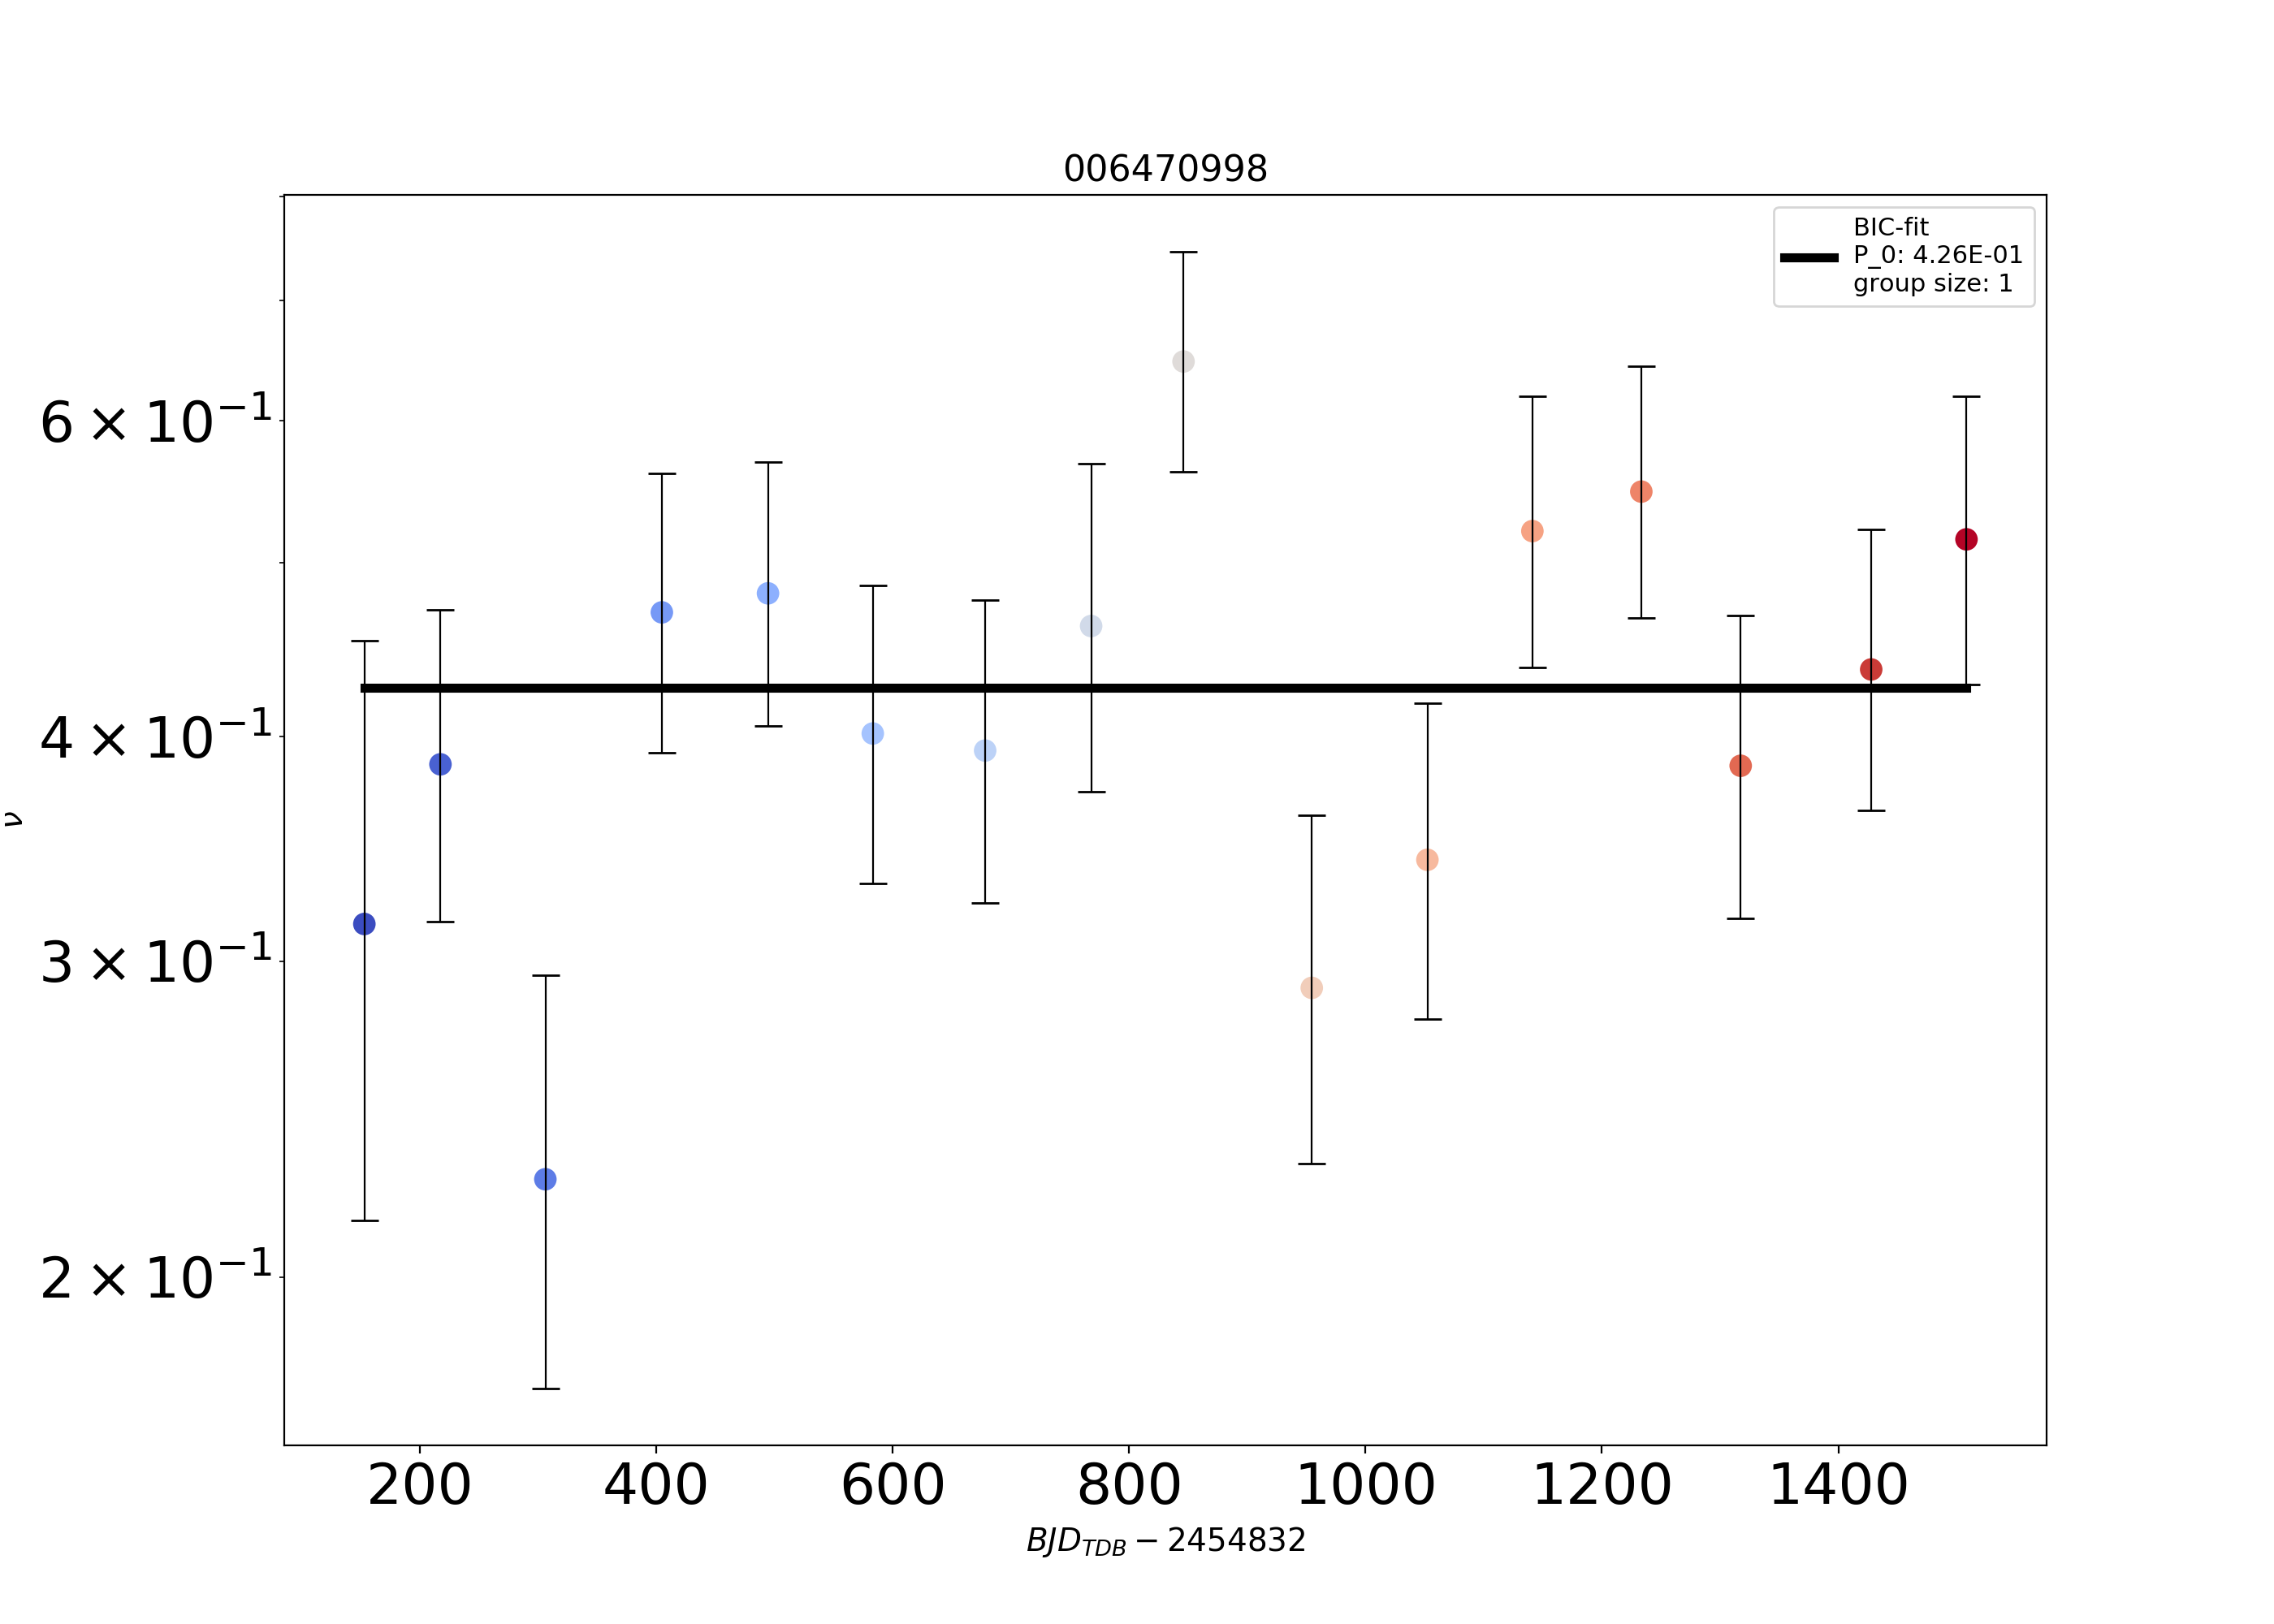 006470998
BIC-fit
P_0: 4.26E-01
group size: 1
6 × 10⁻¹
4 × 10⁻¹
3 × 10⁻¹
2 × 10⁻¹
ν
200 400 600 800 1000 1200 1400
BJD_TDB − 2454832